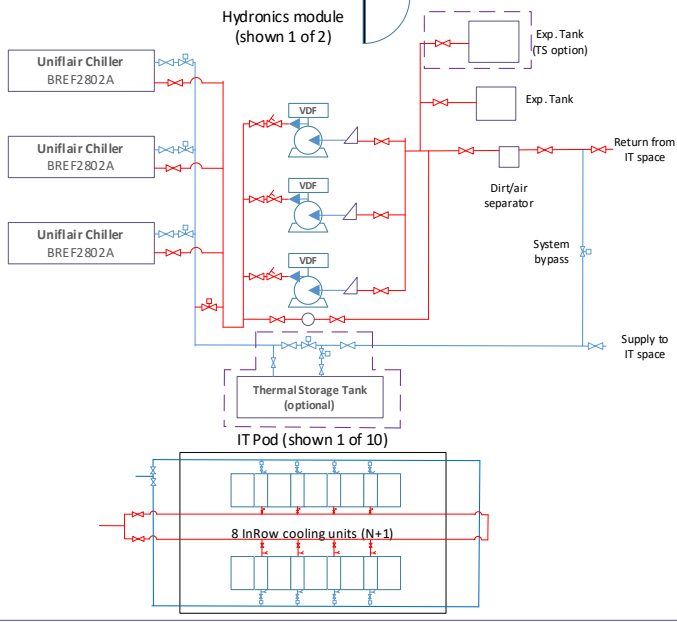 Hydronics module
(shown 1 of 2)
Exp. Tank
(TS option)
Uniflair Chiller
BREF2802A
VDF
Exp. Tank
Return from
IT space
Uniflair Chiller
BREF2802A
VDF
Dirt/air
separator
Uniflair Chiller
BREF2802A
System
bypass
VDF
Supply to
IT space
Thermal Storage Tank
(optional)
IT Pod (shown 1 of 10)
8 InRow cooling units (N+1)